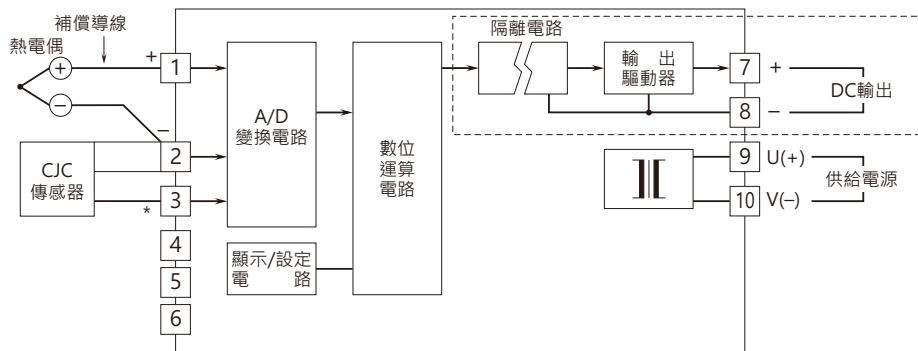 補償導線
熱電偶
+
+
−
−
1
2
3
*
4
5
6
CJC
傳感器
A/D
變換電路
顯示/設定
電　　路
數位
運算
電路
隔離電路
輸　出
驅動器
7
+
8
−
DC輸出
9
U(+)
10
V(−)
供給電源